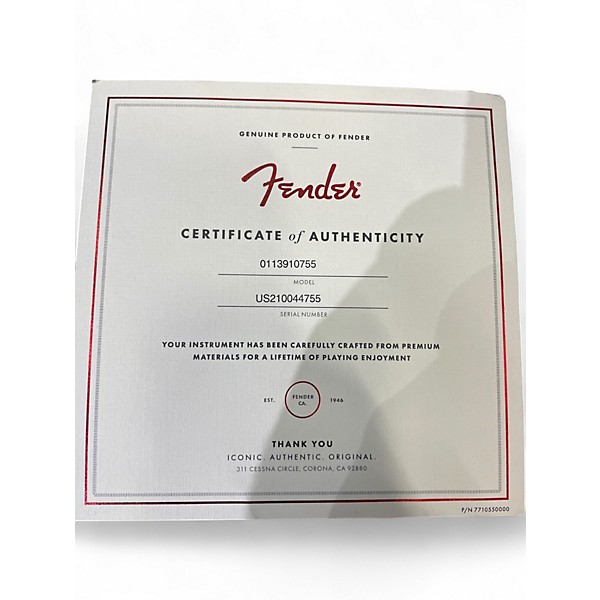 GENUINE PRODUCT OF FENDER
Fender
CERTIFICATE of AUTHENTICITY
0113910755
MODEL
US210044755
SERIAL NUMBER
YOUR INSTRUMENT HAS BEEN CAREFULLY CRAFTED FROM PREMIUM
MATERIALS FOR A LIFETIME OF PLAYING ENJOYMENT
EST. FENDER CA. 1946
THANK YOU
ICONIC. AUTHENTIC. ORIGINAL.
311 CESSNA CIRCLE, CORONA, CA 92880
P/N 7710550000